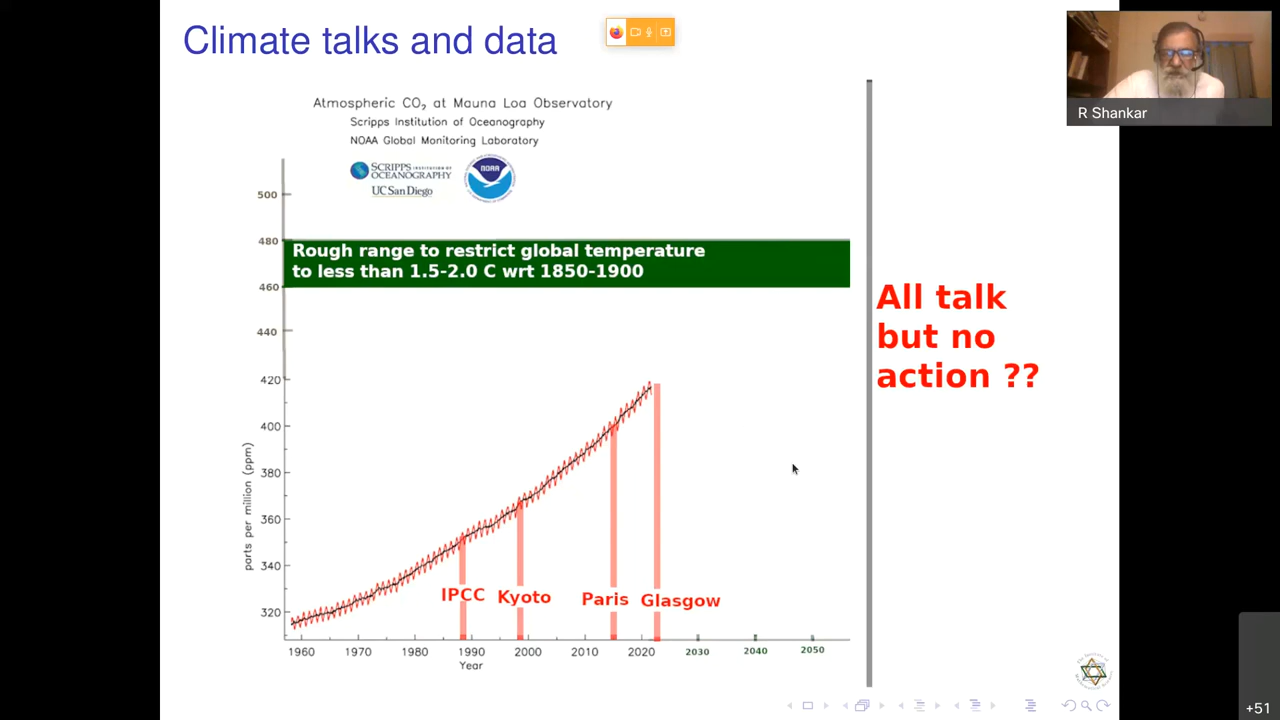 Climate talks and data
R Shankar
Atmospheric CO₂ at Mauna Loa Observatory
Scripps Institution of Oceanography
NOAA Global Monitoring Laboratory
SCRIPPS INSTITUTION OF
OCEANOGRAPHY
UC San Diego
NOAA
500
480
460
440
420
400
380
360
340
320
parts per million (ppm)
Rough range to restrict global temperature
to less than 1.5-2.0 C wrt 1850-1900
All talk
but no
action ??
IPCC Kyoto Paris Glasgow
1960 1970 1980 1990 2000 2010 2020 2030 2040 2050
Year
+51